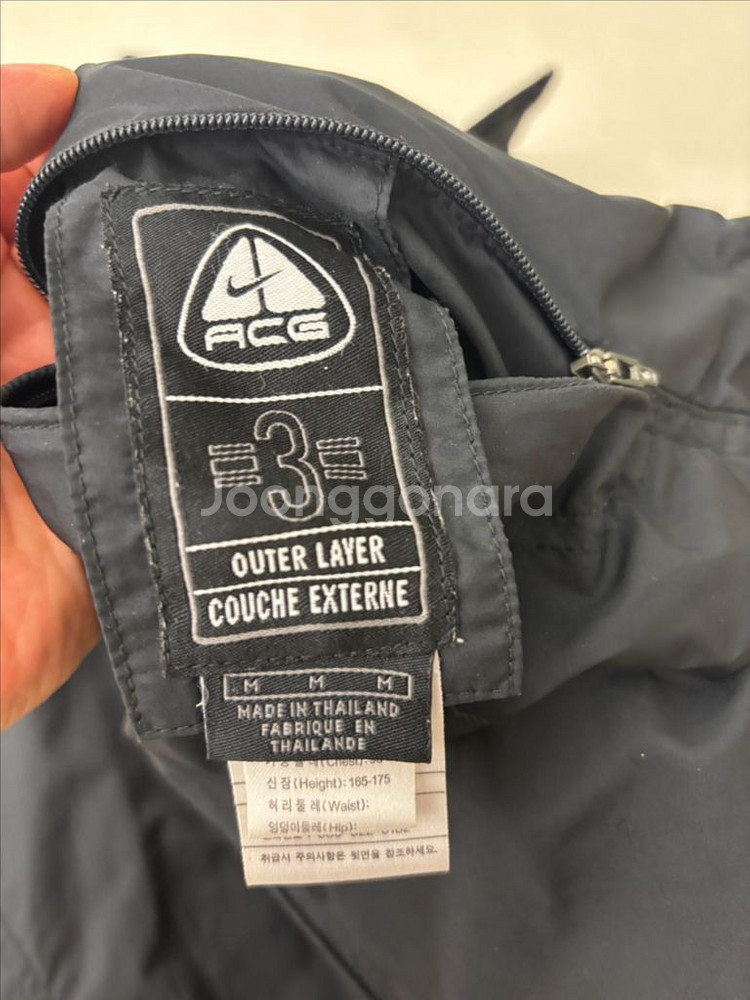 ACG
3
Joonggonara
OUTER LAYER
COUCHE EXTERNE
M M M
MADE IN THAILAND
FABRIQUE EN
THAILANDE
신장(Height): 165-175
허리둘레(Waist):
엉덩이둘레(Hip):
취급시 주의사항은 뒷면을 참조하세요.